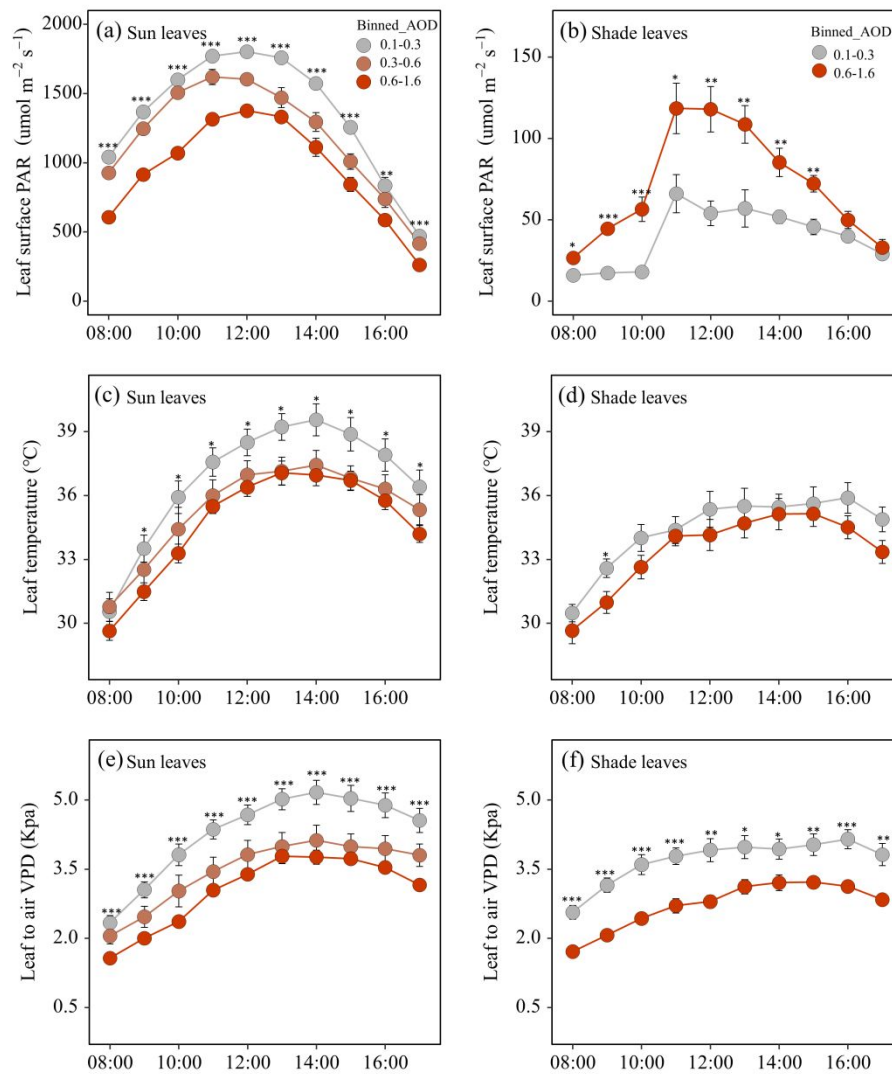 (a) Sun leaves
Binned_AOD
0.1-0.3
0.3-0.6
0.6-1.6
*** *** *** *** *** *** *** *** ** ***
2000
1500
1000
500
0
Leaf surface PAR (umol m⁻² s⁻¹)
08:00 10:00 12:00 14:00 16:00
(b) Shade leaves
Binned_AOD
0.1-0.3
0.6-1.6
* *** *** * ** ** ** **
150
100
50
0
Leaf surface PAR (umol m⁻² s⁻¹)
08:00 10:00 12:00 14:00 16:00
(c) Sun leaves
* * * * * * * * *
39
36
33
30
Leaf temperature (°C)
08:00 10:00 12:00 14:00 16:00
(d) Shade leaves
*
39
36
33
30
Leaf temperature (°C)
08:00 10:00 12:00 14:00 16:00
(e) Sun leaves
*** *** *** *** *** *** *** *** *** ***
5.0
3.5
2.0
0.5
Leaf to air VPD (Kpa)
08:00 10:00 12:00 14:00 16:00
(f) Shade leaves
*** *** *** *** ** * * ** *** **
5.0
3.5
2.0
0.5
Leaf to air VPD (Kpa)
08:00 10:00 12:00 14:00 16:00